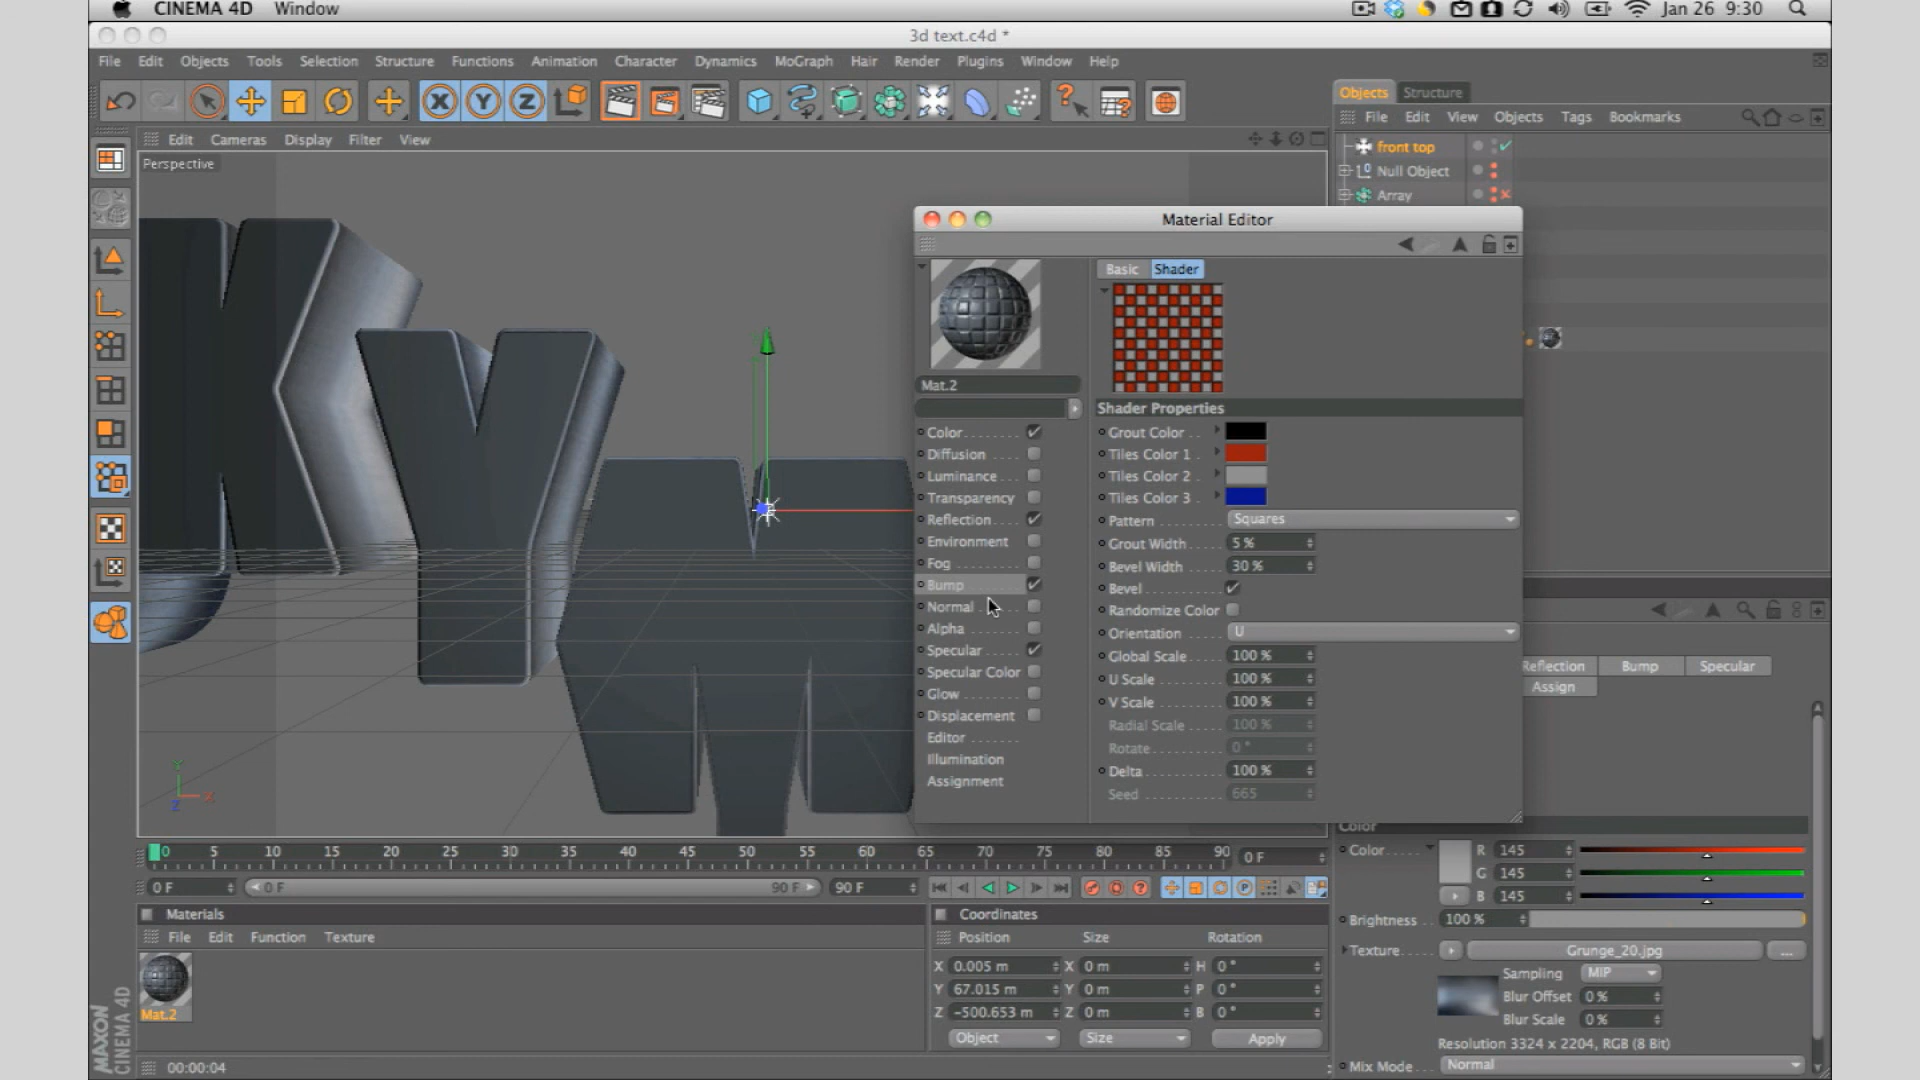 CINEMA 4D Window Jan 26 9:30
3d text.c4d *
File Edit Objects Tools Selection Structure Functions Animation Character Dynamics MoGraph Hair Render Plugins Window Help
Objects Structure
File Edit View Objects Tags Bookmarks
Edit Cameras Display Filter View
Perspective
front top
Null Object
Array
Material Editor
Basic Shader
Mat.2
Shader Properties
Color
Diffusion
Luminance
Transparency
Reflection
Environment
Fog
Bump
Normal
Alpha
Specular
Specular Color
Glow
Displacement
Editor
Illumination
Assignment
Grout Color
Tiles Color 1
Tiles Color 2
Tiles Color 3
Pattern Squares
Grout Width 5 %
Bevel Width 30 %
Bevel
Randomize Color
Orientation U
Global Scale 100 %
U Scale 100 %
V Scale 100 %
Radial Scale 100 %
Rotate 0 °
Delta 100 %
Seed 665
Reflection Bump Specular
Assign
Color
Color R 145
G 145
B 145
Brightness 100 %
Texture Grunge_20.jpg
Sampling MIP
Blur Offset 0 %
Blur Scale 0 %
Resolution 3324 x 2204, RGB (8 Bit)
Mix Mode Normal
K Y W
Y X Z
0 5 10 15 20 25 30 35 40 45 50 55 60 65 70 75 80 85 90 0 F
0 F 0 F 90 F 90 F
Materials
File Edit Function Texture
Mat.2
Coordinates
Position Size Rotation
X 0.005 m X 0 m H 0 °
Y 67.015 m Y 0 m P 0 °
Z -500.653 m Z 0 m B 0 °
Object Size Apply
MAXON
CINEMA 4D
00:00:04